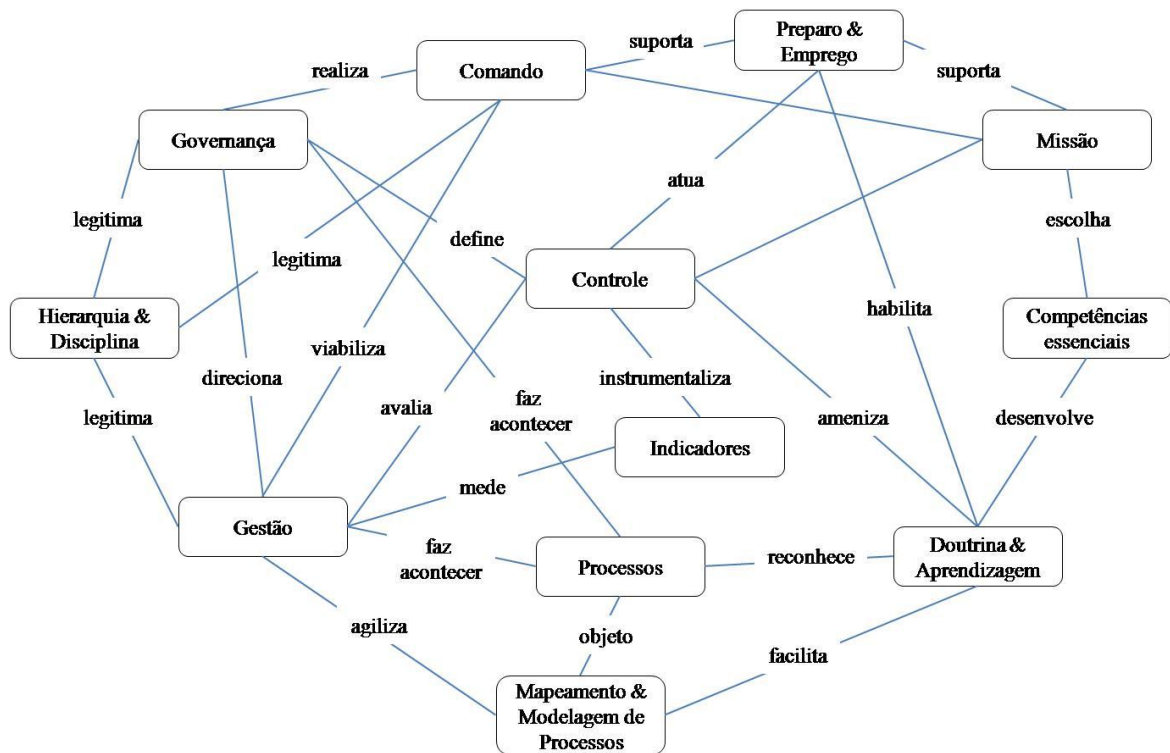 Preparo &
Emprego
suporta
suporta
Comando
realiza
Governança
Missão
atua
legitima
escolha
define
legitima
Controle
Hierarquia &
Disciplina
habilita
Competências
essenciais
viabiliza
direciona
instrumentaliza
faz
acontecer
legitima
avalia
ameniza
desenvolve
Indicadores
mede
Gestão
faz
acontecer
Processos
reconhece
Doutrina &
Aprendizagem
agiliza
objeto
facilita
Mapeamento &
Modelagem de
Processos